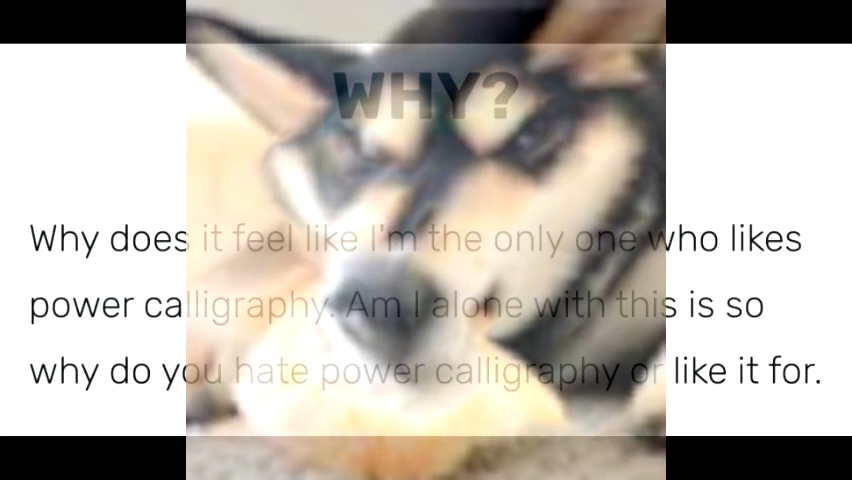 WHY?
Why does it feel like I'm the only one who likes
power calligraphy. Am I alone with this is so
why do you hate power calligraphy or like it for.